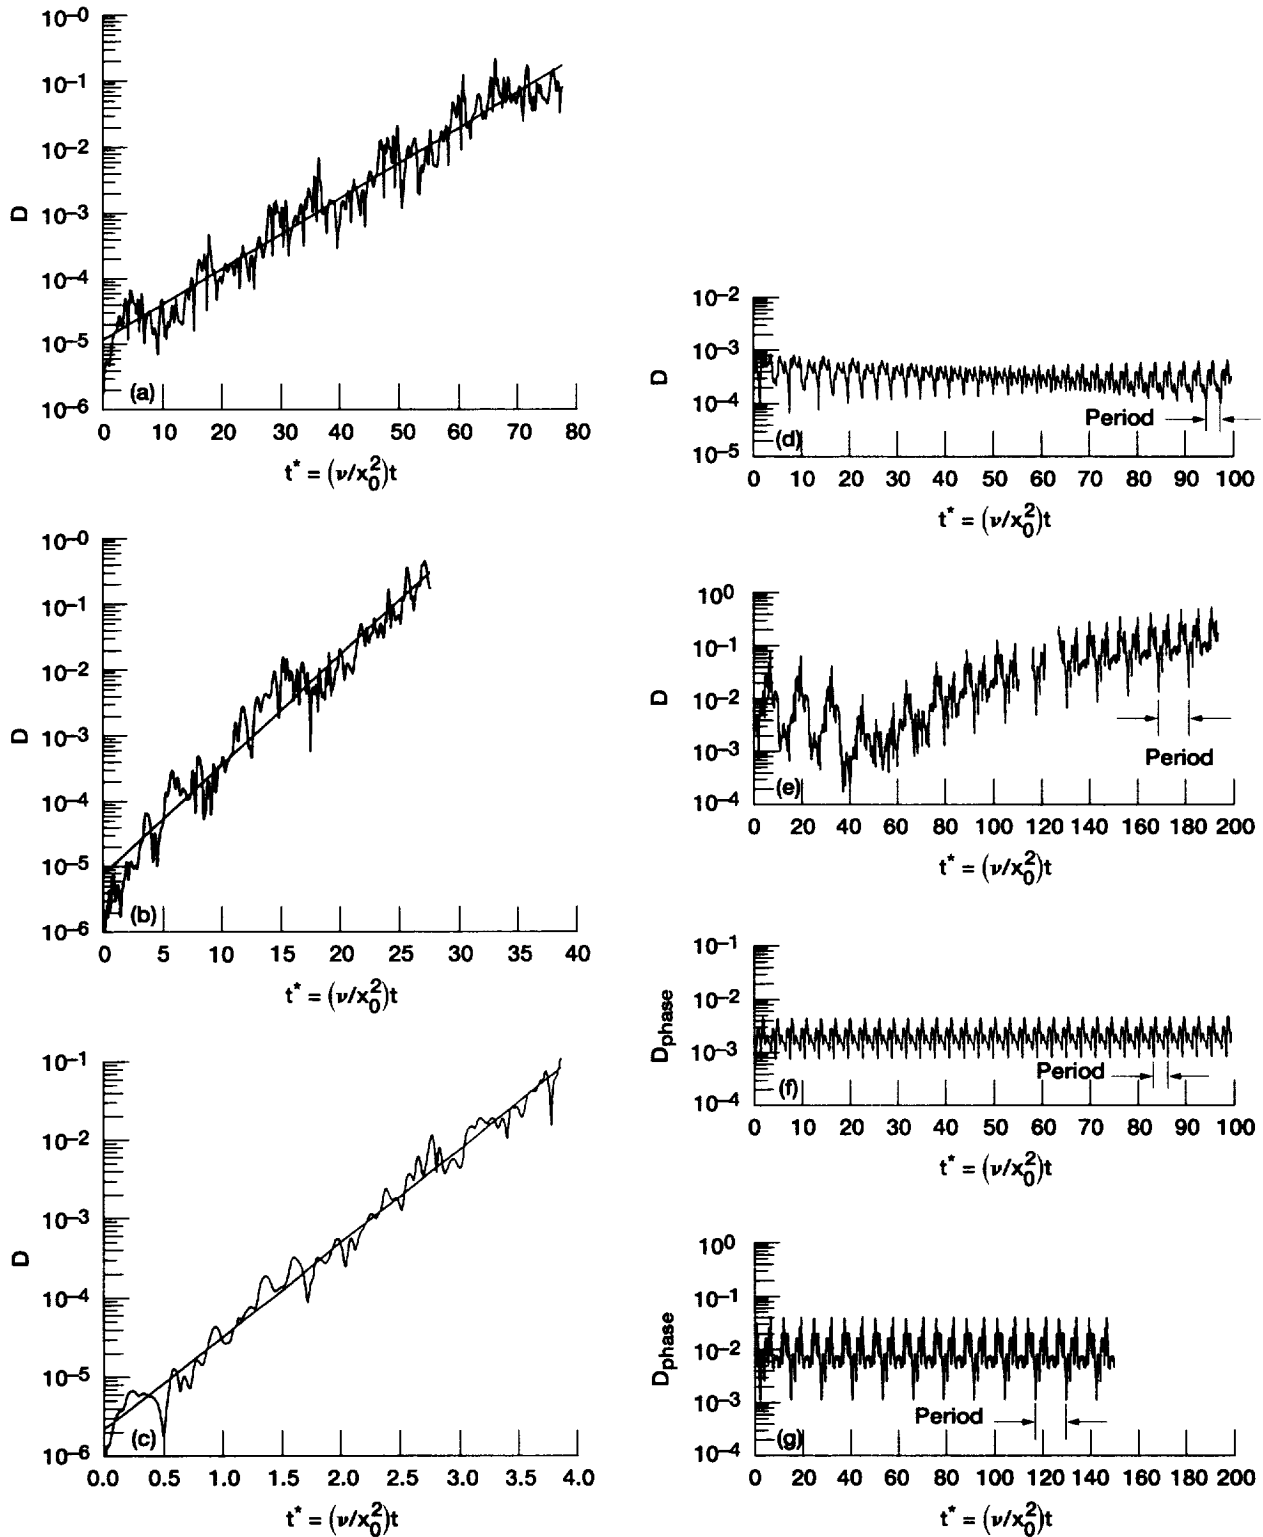 10⁻⁰
10⁻¹
10⁻²
10⁻³
10⁻⁴
10⁻⁵
10⁻⁶
D
(a)
0 10 20 30 40 50 60 70 80
t* = (ν/x₀²)t
10⁻⁰
10⁻¹
10⁻²
10⁻³
10⁻⁴
10⁻⁵
10⁻⁶
D
(b)
0 5 10 15 20 25 30 35 40
t* = (ν/x₀²)t
10⁻¹
10⁻²
10⁻³
10⁻⁴
10⁻⁵
10⁻⁶
D
(c)
0.0 0.5 1.0 1.5 2.0 2.5 3.0 3.5 4.0
t* = (ν/x₀²)t
10⁻²
10⁻³
10⁻⁴
10⁻⁵
D
Period
(d)
0 10 20 30 40 50 60 70 80 90 100
t* = (ν/x₀²)t
10⁰
10⁻¹
10⁻²
10⁻³
10⁻⁴
D
Period
(e)
0 20 40 60 80 100 120 140 160 180 200
t* = (ν/x₀²)t
10⁻¹
10⁻²
10⁻³
10⁻⁴
Dphase
Period
(f)
0 10 20 30 40 50 60 70 80 90 100
t* = (ν/x₀²)t
10⁰
10⁻¹
10⁻²
10⁻³
10⁻⁴
Dphase
Period
(g)
0 20 40 60 80 100 120 140 160 180 200
t* = (ν/x₀²)t